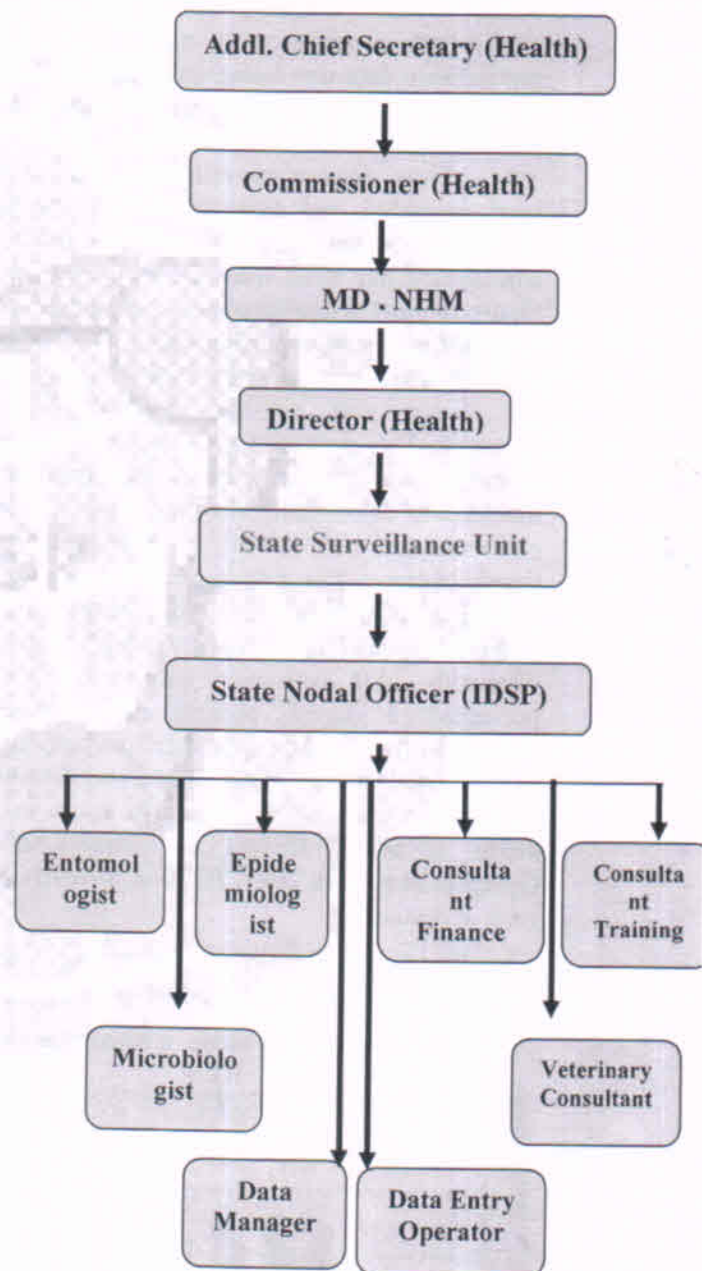 Addl. Chief Secretary (Health)
Commissioner (Health)
MD . NHM
Director (Health)
State Surveillance Unit
State Nodal Officer (IDSP)
Entomol
ogist
Epide
miolog
ist
Consulta
nt
Finance
Consulta
nt
Training
Microbiolo
gist
Veterinary
Consultant
Data
Manager
Data Entry
Operator